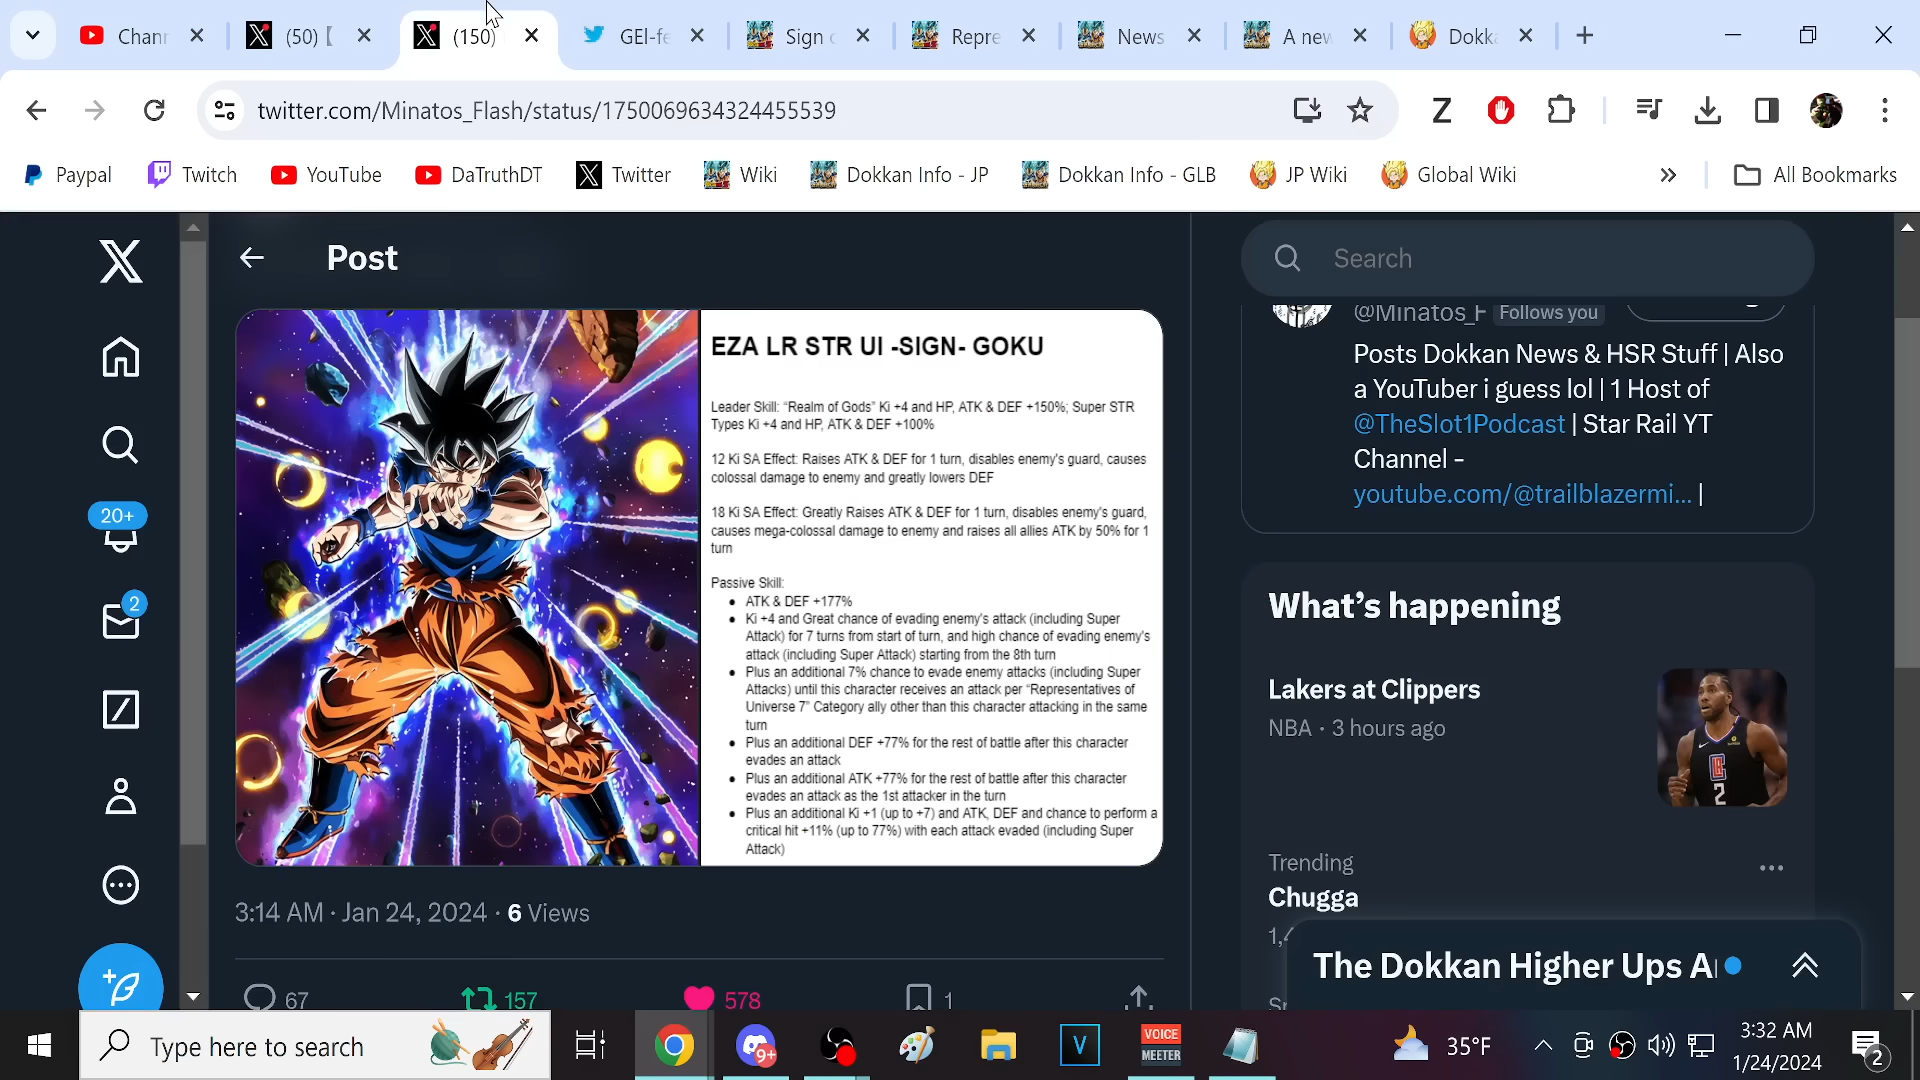 Chann
(50) [
(150)
GEl-fe
Sign o
Repre
News
A new
Dokka
twitter.com/Minatos_Flash/status/1750069634324455539
Z
Paypal
Twitch
YouTube
DaTruthDT
Twitter
Wiki
Dokkan Info - JP
Dokkan Info - GLB
JP Wiki
Global Wiki
»
All Bookmarks
Post
Search
20+
2
EZA LR STR UI -SIGN- GOKU
Leader Skill: “Realm of Gods” Ki +4 and HP, ATK & DEF +150%; Super STR
Types Ki +4 and HP, ATK & DEF +100%
12 Ki SA Effect: Raises ATK & DEF for 1 turn, disables enemy's guard, causes
colossal damage to enemy and greatly lowers DEF
18 Ki SA Effect: Greatly Raises ATK & DEF for 1 turn, disables enemy's guard,
causes mega-colossal damage to enemy and raises all allies ATK by 50% for 1
turn
Passive Skill:
● ATK & DEF +177%
● Ki +4 and Great chance of evading enemy's attack (including Super
Attack) for 7 turns from start of turn, and high chance of evading enemy's
attack (including Super Attack) starting from the 8th turn
● Plus an additional 7% chance to evade enemy attacks (including Super
Attacks) until this character receives an attack per “Representatives of
Universe 7” Category ally other than this character attacking in the same
turn
● Plus an additional DEF +77% for the rest of battle after this character
evades an attack
● Plus an additional ATK +77% for the rest of battle after this character
evades an attack as the 1st attacker in the turn
● Plus an additional Ki +1 (up to +7) and ATK, DEF and chance to perform a
critical hit +11% (up to 77%) with each attack evaded (including Super
Attack)
3:14 AM · Jan 24, 2024 · 6 Views
67
157
578
1
@Minatos_F Follows you
Posts Dokkan News & HSR Stuff | Also
a YouTuber i guess lol | 1 Host of
@TheSlot1Podcast | Star Rail YT
Channel -
youtube.com/@trailblazermi... |
What’s happening
Lakers at Clippers
NBA · 3 hours ago
Trending
Chugga
The Dokkan Higher Ups A
Type here to search
9+
V
VOICE
MEETER
35°F
3:32 AM
1/24/2024
2